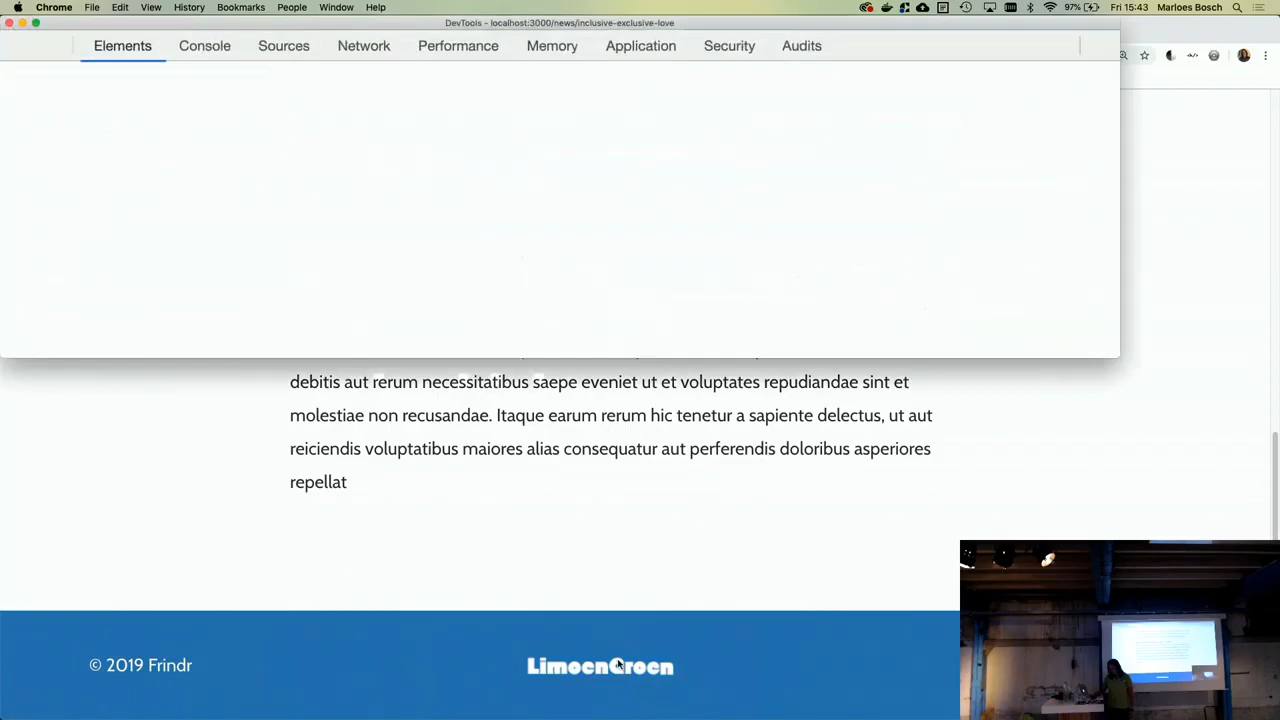 Chrome File Edit View History Bookmarks People Window Help 97% Fri 15:43 Marloes Bosch
DevTools - localhost:3000/news/inclusive-exclusive-love
Elements Console Sources Network Performance Memory Application Security Audits
debitis aut rerum necessitatibus saepe eveniet ut et voluptates repudiandae sint et
molestiae non recusandae. Itaque earum rerum hic tenetur a sapiente delectus, ut aut
reiciendis voluptatibus maiores alias consequatur aut perferendis doloribus asperiores
repellat
© 2019 Frindr
LimoenGroen